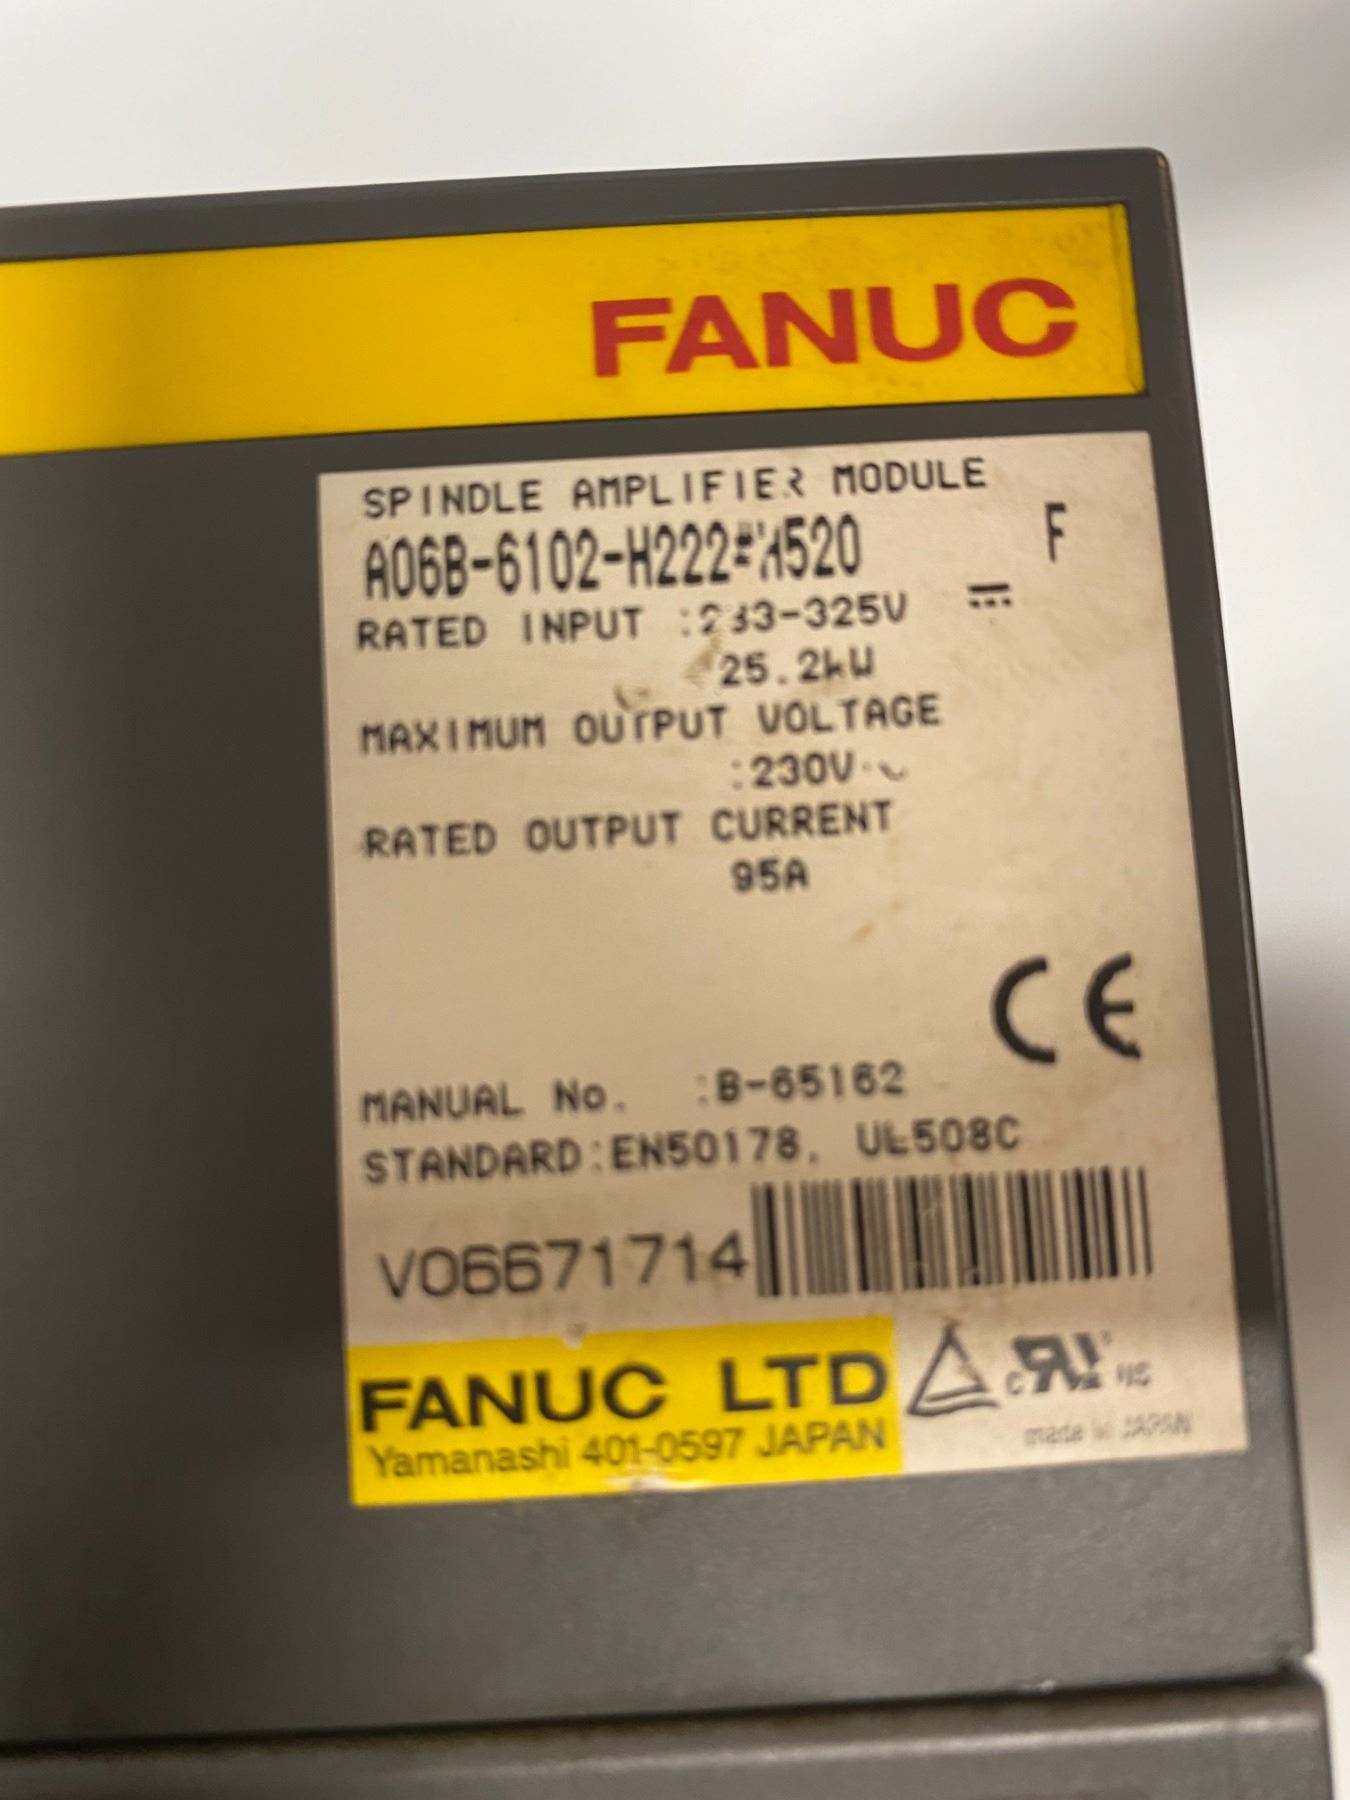 FANUC
SPINDLE AMPLIFIER MODULE
A06B-6102-H222#H520 F
RATED INPUT :283-325V ⎓
25.2kW
MAXIMUM OUTPUT VOLTAGE
:230V~
RATED OUTPUT CURRENT
95A
CE
MANUAL No. :B-65162
STANDARD:EN50178, UL508C
V06671714
FANUC LTD
Yamanashi 401-0597 JAPAN
c RU US
made in JAPAN